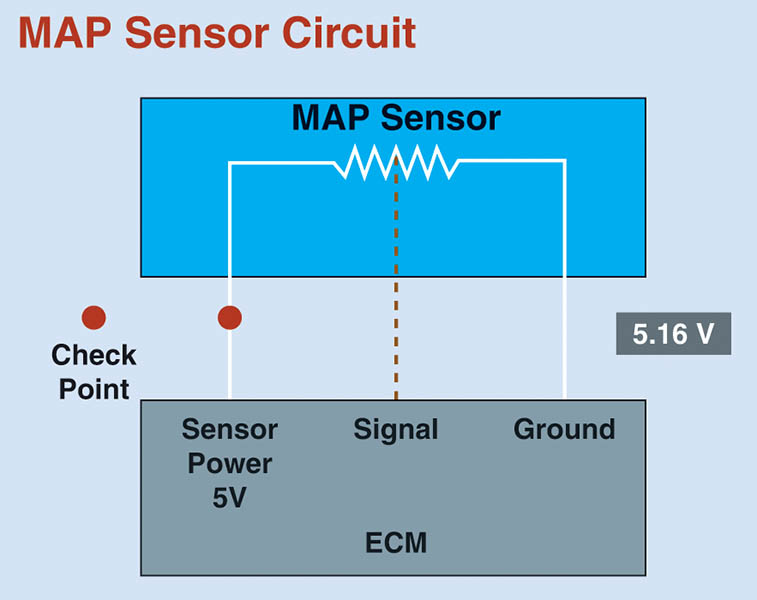 MAP Sensor Circuit
MAP Sensor
5.16 V
Check
Point
Sensor
Power
5V
Signal
Ground
ECM